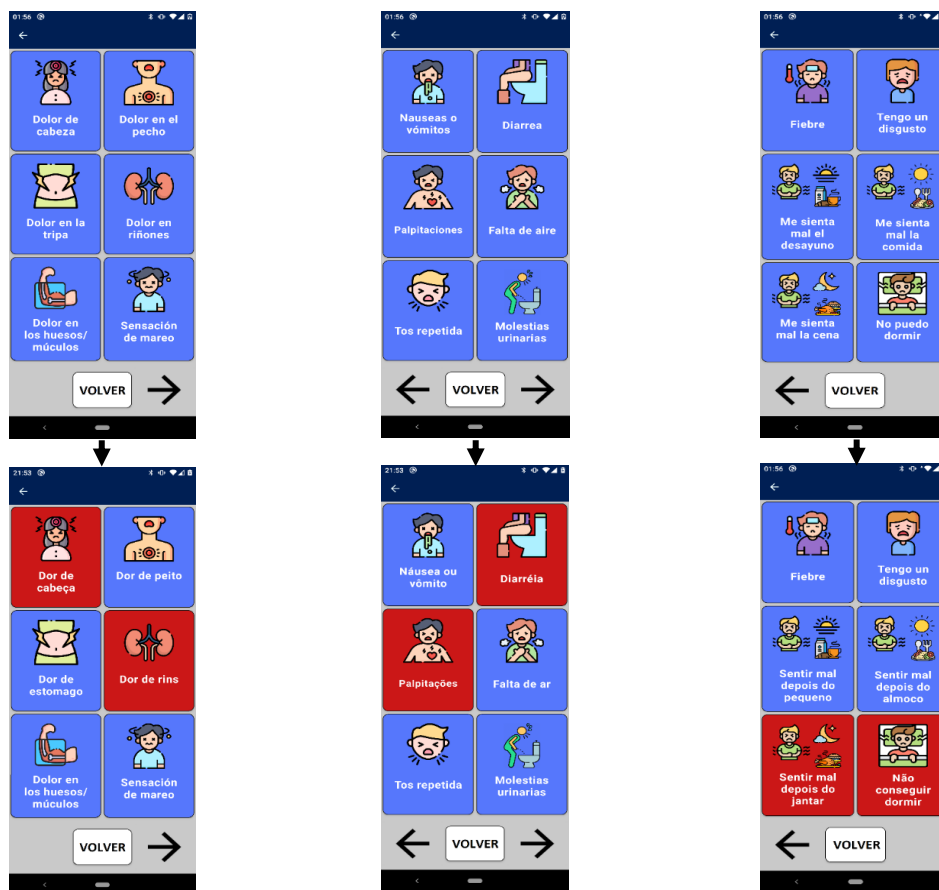 01:56
Dolor de
cabeza
Dolor en el
pecho
Dolor en la
tripa
Dolor en
riñones
Dolor en
los huesos/
múculos
Sensación
de mareo
VOLVER
01:56
Nauseas o
vómitos
Diarrea
Palpitaciones
Falta de aire
Tos repetida
Molestias
urinarias
VOLVER
01:56
Fiebre
Tengo un
disgusto
Me sienta
mal el
desayuno
Me sienta
mal la
comida
Me sienta
mal la cena
No puedo
dormir
VOLVER
21:53
Dor de
cabeça
Dor de peito
Dor de
estomago
Dor de rins
Dolor en
los huesos/
múculos
Sensación
de mareo
VOLVER
21:53
Náusea ou
vômito
Diarréia
Palpitações
Falta de ar
Tos repetida
Molestias
urinarias
VOLVER
01:56
Fiebre
Tengo un
disgusto
Sentir mal
depois do
pequeno
Sentir mal
depois do
almoco
Sentir mal
depois do
jantar
Não
conseguir
dormir
VOLVER